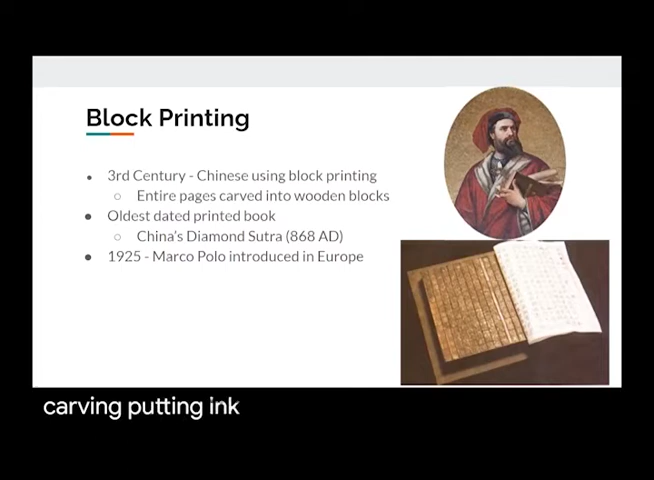 Block Printing
● 3rd Century - Chinese using block printing
○ Entire pages carved into wooden blocks
● Oldest dated printed book
○ China's Diamond Sutra (868 AD)
● 1925 - Marco Polo introduced in Europe
carving putting ink